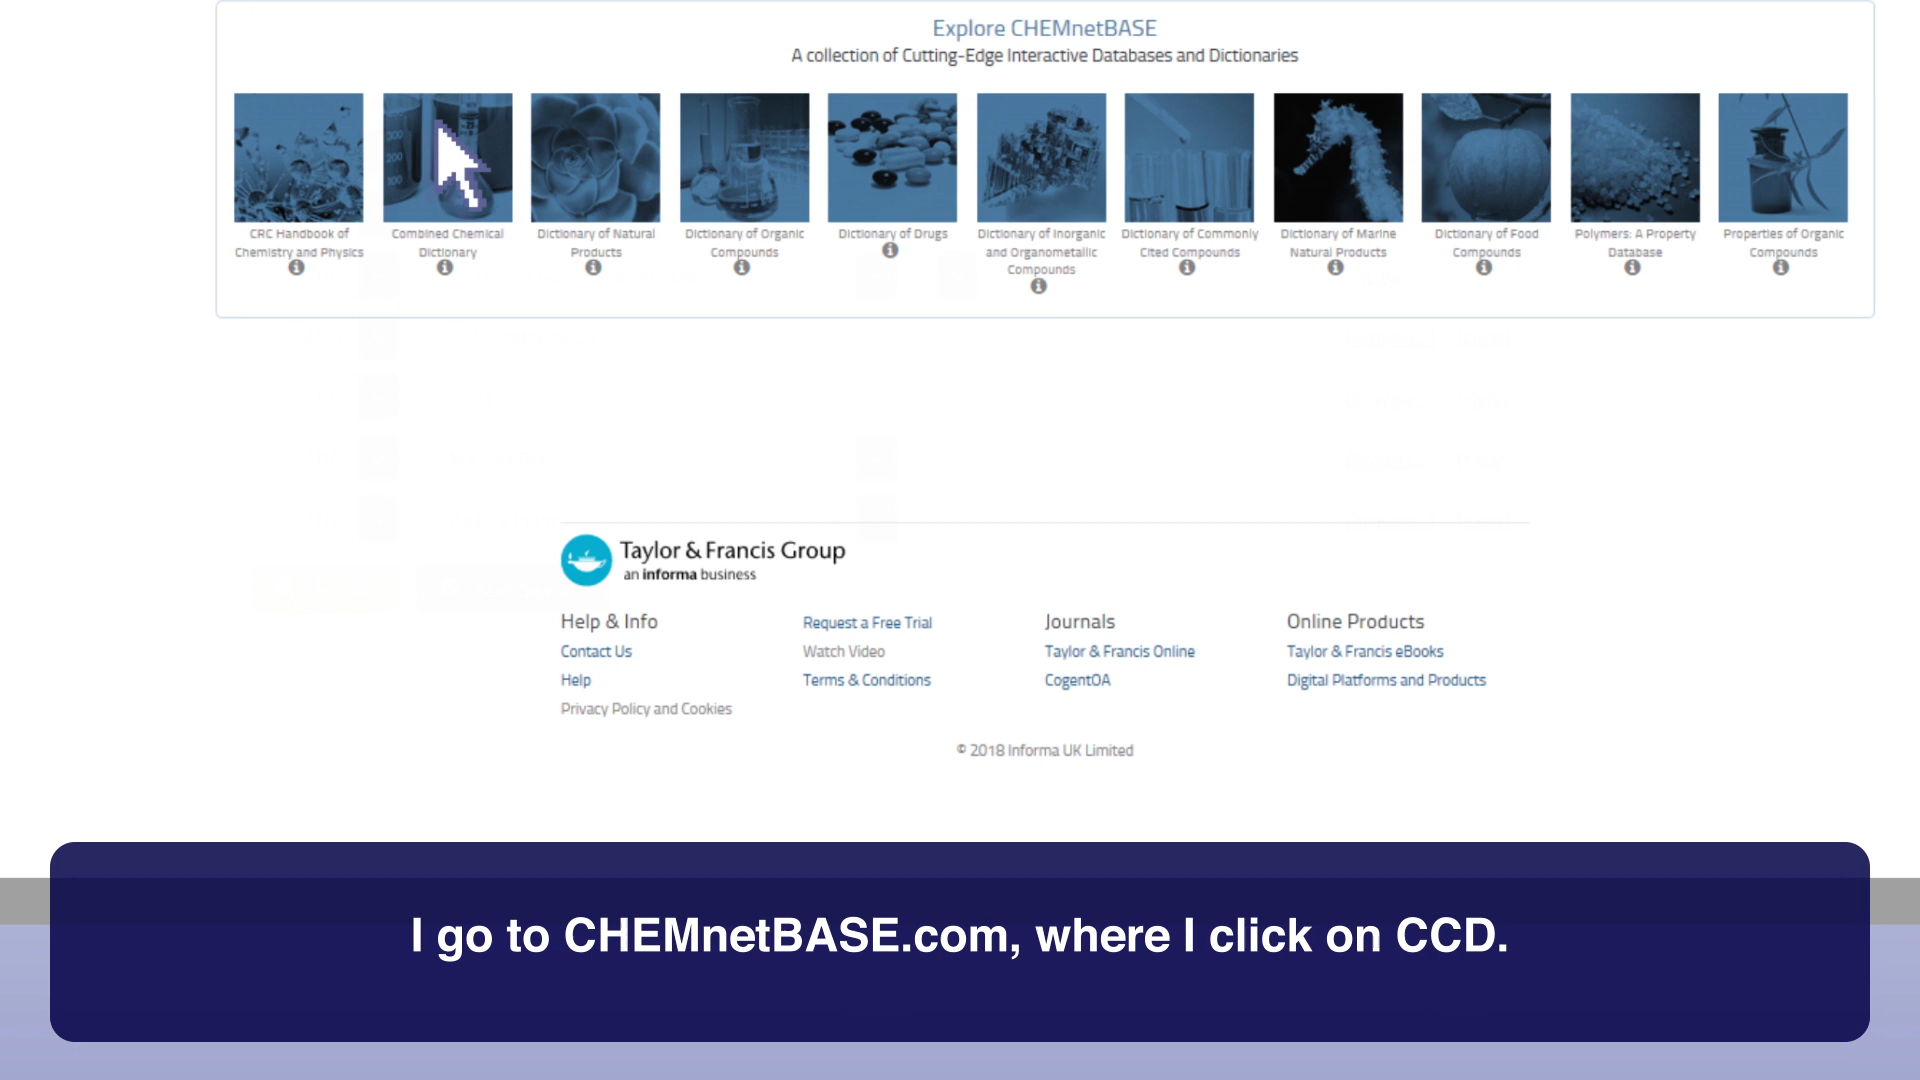 Explore CHEMnetBASE
A collection of Cutting-Edge Interactive Databases and Dictionaries
CRC Handbook of
Chemistry and Physics
Combined Chemical
Dictionary
Dictionary of Natural
Products
Dictionary of Organic
Compounds
Dictionary of Drugs
Dictionary of Inorganic
and Organometallic
Compounds
Dictionary of Commonly
Cited Compounds
Dictionary of Marine
Natural Products
Dictionary of Food
Compounds
Polymers: A Property
Database
Properties of Organic
Compounds
Taylor & Francis Group
an informa business
Help & Info
Contact Us
Help
Privacy Policy and Cookies
Request a Free Trial
Watch Video
Terms & Conditions
Journals
Taylor & Francis Online
CogentOA
Online Products
Taylor & Francis eBooks
Digital Platforms and Products
© 2018 Informa UK Limited
I go to CHEMnetBASE.com, where I click on CCD.